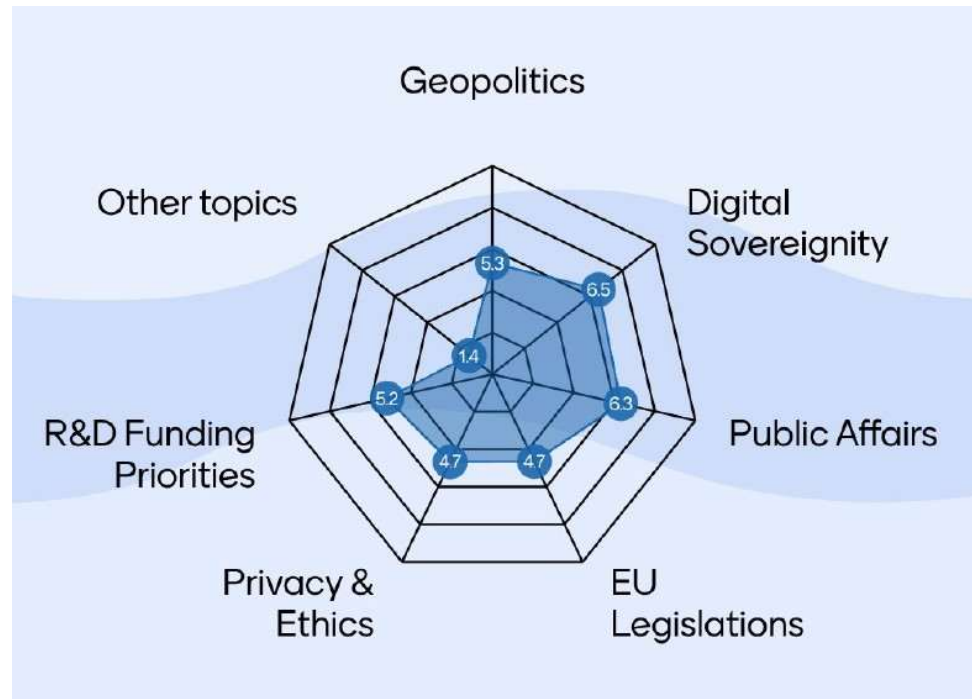 Geopolitics
Other topics
Digital
Sovereignity
5.3
6.5
1.4
5.2
6.3
R&D Funding
Priorities
Public Affairs
4.7
4.7
Privacy &
Ethics
EU
Legislations